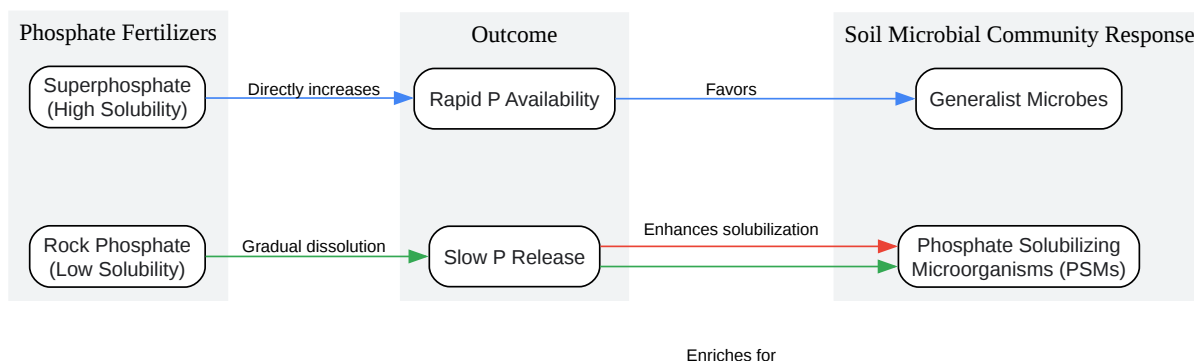 Phosphate Fertilizers
Outcome
Soil Microbial Community Response
Superphosphate
(High Solubility)
Directly increases
Rapid P Availability
Favors
Generalist Microbes
Rock Phosphate
(Low Solubility)
Gradual dissolution
Slow P Release
Enhances solubilization
Phosphate Solubilizing
Microorganisms (PSMs)
Enriches for